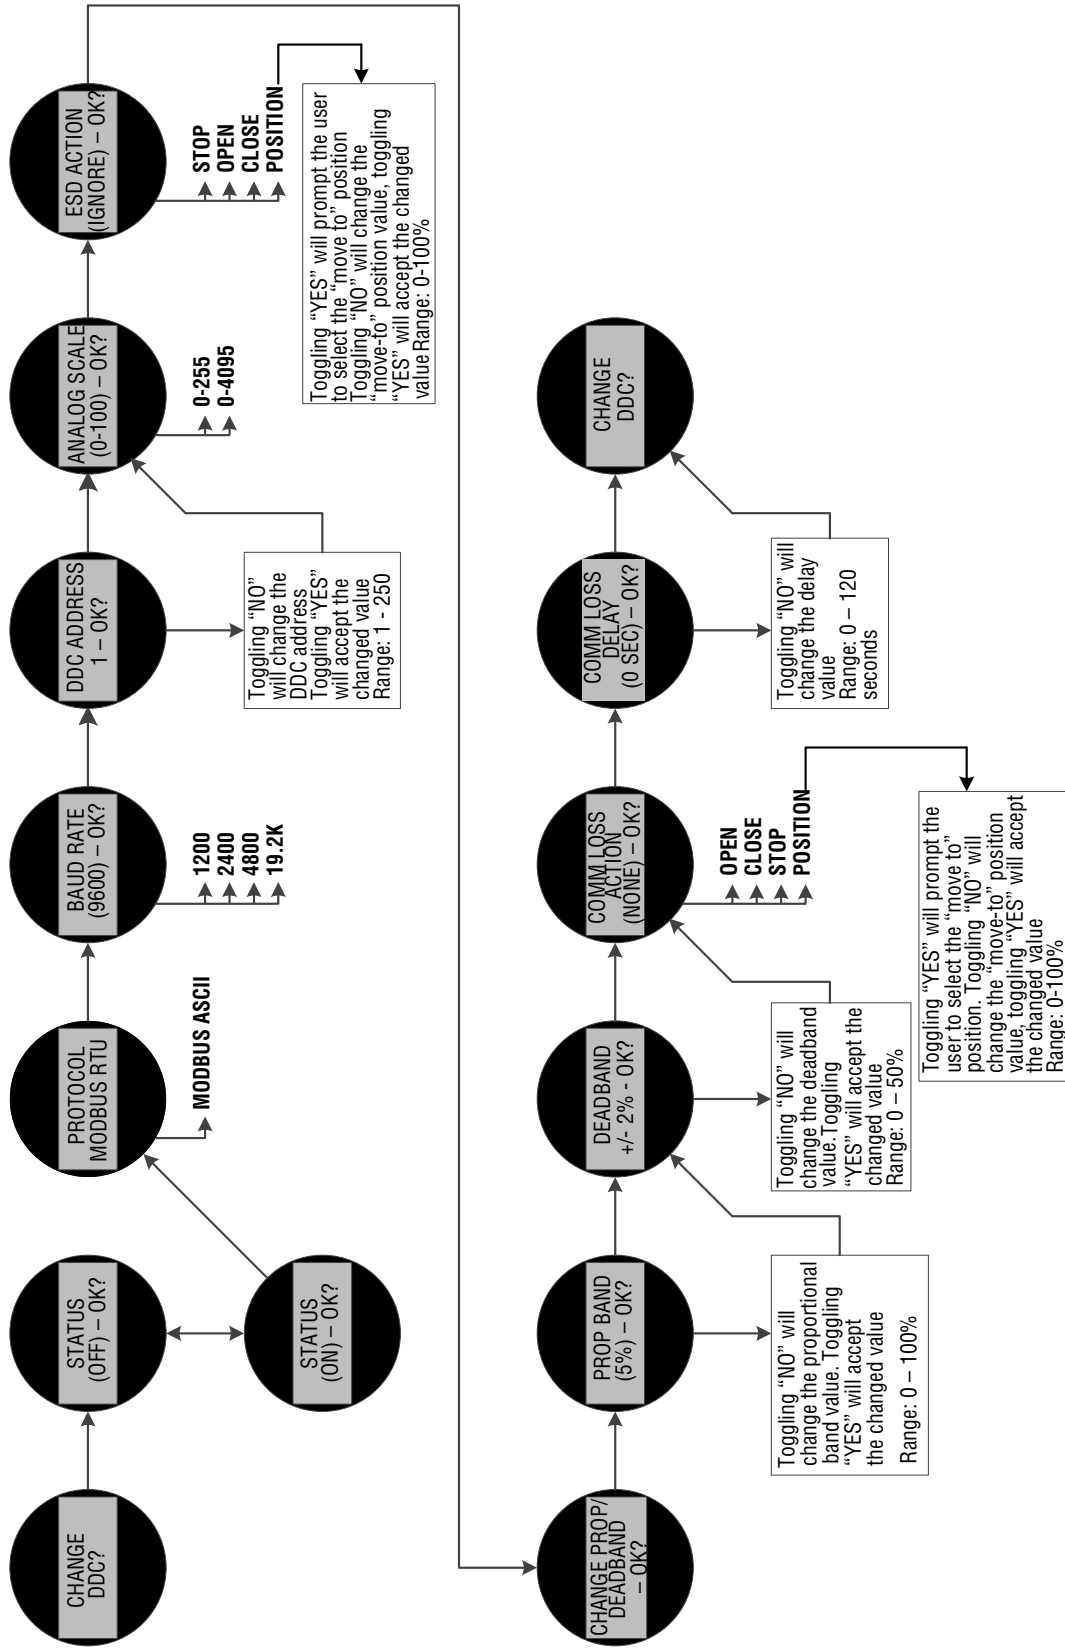 CHANGE
DDC?
STATUS
(OFF) – OK?
STATUS
(ON) – OK?
PROTOCOL
MODBUS RTU
MODBUS ASCII
BAUD RATE
(9600) – OK?
1200
2400
4800
19.2K
DDC ADDRESS
1 – OK?
Toggling “NO”
will change the
DDC address
Toggling “YES”
will accept the
changed value
Range: 1 - 250
ANALOG SCALE
(0-100) – OK?
0-255
0-4095
ESD ACTION
(IGNORE) – OK?
STOP
OPEN
CLOSE
POSITION
Toggling “YES” will prompt the user
to select the “move to” position
Toggling “NO” will change the
“move-to” position value, toggling
“YES” will accept the changed
value Range: 0-100%
CHANGE PROP/
DEADBAND
– OK?
PROP BAND
(5%) – OK?
Toggling “NO” will
change the proportional
band value. Toggling
“YES” will accept
the changed value
Range: 0 – 100%
DEADBAND
+/- 2% - OK?
Toggling “NO” will
change the deadband
value.Toggling
“YES” will accept the
changed value
Range: 0 – 50%
COMM LOSS
ACTION
(NONE) – OK?
OPEN
CLOSE
STOP
POSITION
Toggling “YES” will prompt the
user to select the “move to”
position. Toggling “NO” will
change the “move-to” position
value, toggling “YES” will accept
the changed value
Range: 0-100%
COMM LOSS
DELAY
(0 SEC) – OK?
Toggling “NO” will
change the delay
value
Range: 0 – 120
seconds
CHANGE
DDC?